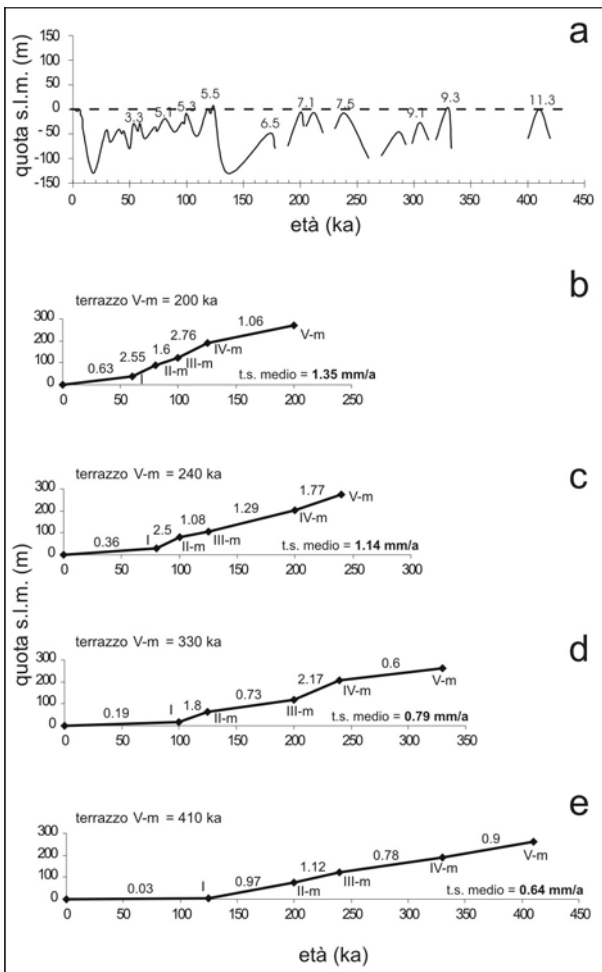 a
150
100
50
0
-50
-100
-150
quota s.l.m. (m)
3.3
5.1
5.3
5.5
6.5
7.1
7.5
9.1
9.3
11.3
0 50 100 150 200 250 300 350 400 450
età (ka)
b
terrazzo V-m = 200 ka
300
200
100
0
0.63
2.55
1.6
2.76
1.06
I
II-m
III-m
IV-m
V-m
t.s. medio = 1.35 mm/a
0 50 100 150 200 250
c
terrazzo V-m = 240 ka
300
200
100
0
0.36
2.5
1.08
1.29
1.77
I
II-m
III-m
IV-m
V-m
t.s. medio = 1.14 mm/a
0 50 100 150 200 250 300
quota s.l.m. (m)
d
terrazzo V-m = 330 ka
300
200
100
0
0.19
1.8
0.73
2.17
0.6
I
II-m
III-m
IV-m
V-m
t.s. medio = 0.79 mm/a
0 50 100 150 200 250 300 350
e
terrazzo V-m = 410 ka
300
200
100
0
0.03
0.97
1.12
0.78
0.9
I
II-m
III-m
IV-m
V-m
t.s. medio = 0.64 mm/a
0 50 100 150 200 250 300 350 400 450
età (ka)